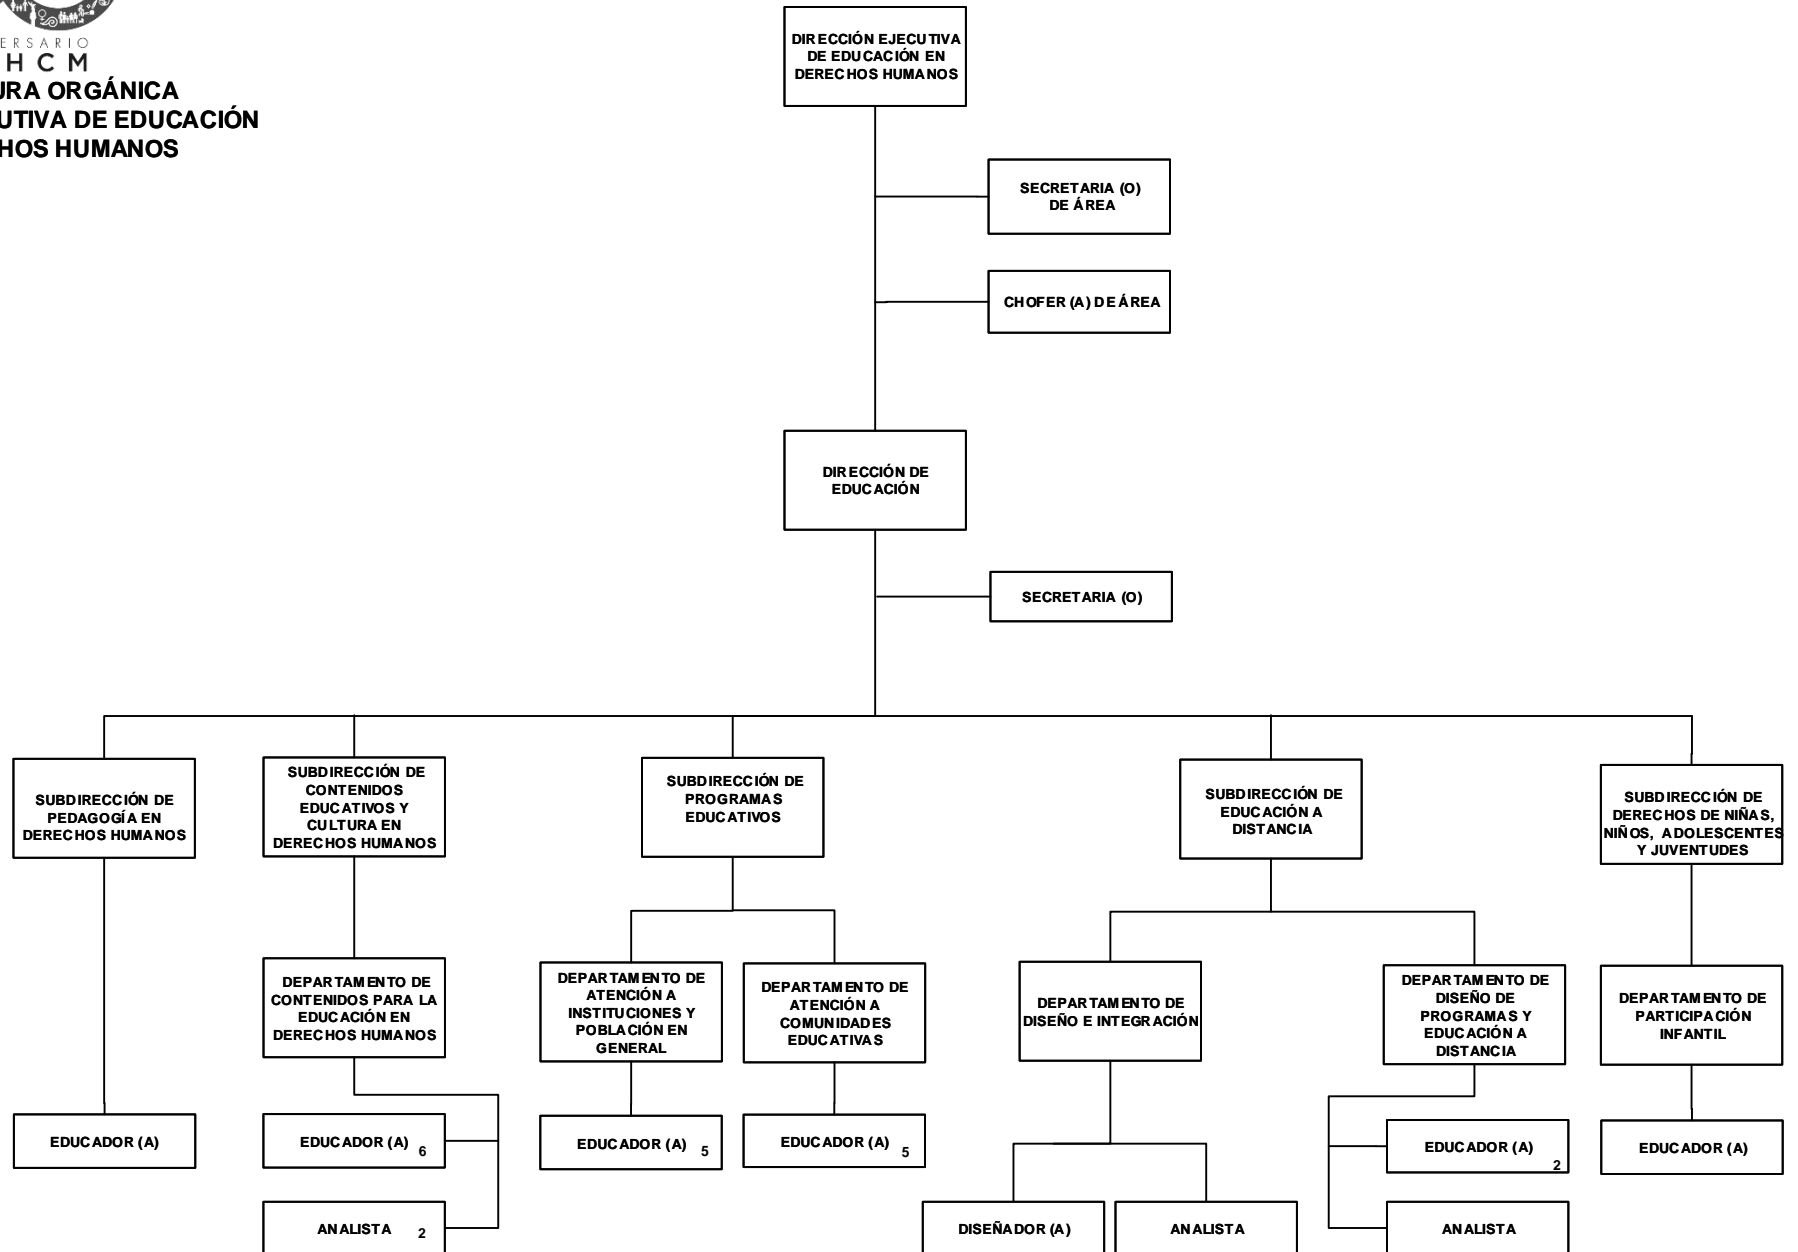 ERSARIO
HCM
URA ORGÁNICA
UTIVA DE EDUCACIÓN
HOS HUMANOS
DIRECCIÓN EJECUTIVA
DE EDUCACIÓN EN
DERECHOS HUMANOS
SECRETARIA (O)
DE ÁREA
CHOFER (A) DE ÁREA
DIRECCIÓN DE
EDUCACIÓN
SECRETARIA (O)
SUBDIRECCIÓN DE
PEDAGOGÍA EN
DERECHOS HUMANOS
SUBDIRECCIÓN DE
CONTENIDOS
EDUCATIVOS Y
CULTURA EN
DERECHOS HUMANOS
SUBDIRECCIÓN DE
PROGRAMAS
EDUCATIVOS
SUBDIRECCIÓN DE
EDUCACIÓN A
DISTANCIA
SUBDIRECCIÓN DE
DERECHOS DE NIÑAS,
NIÑOS, ADOLESCENTES
Y JUVENTUDES
DEPARTAMENTO DE
CONTENIDOS PARA LA
EDUCACIÓN EN
DERECHOS HUMANOS
DEPARTAMENTO DE
ATENCIÓN A
INSTITUCIONES Y
POBLACIÓN EN
GENERAL
DEPARTAMENTO DE
ATENCIÓN A
COMUNIDADES
EDUCATIVAS
DEPARTAMENTO DE
DISEÑO E INTEGRACIÓN
DEPARTAMENTO DE
DISEÑO DE
PROGRAMAS Y
EDUCACIÓN A
DISTANCIA
DEPARTAMENTO DE
PARTICIPACIÓN
INFANTIL
EDUCADOR (A)
EDUCADOR (A) 6
EDUCADOR (A) 5
EDUCADOR (A) 5
EDUCADOR (A) 2
EDUCADOR (A)
ANALISTA 2
DISEÑADOR (A)
ANALISTA
ANALISTA